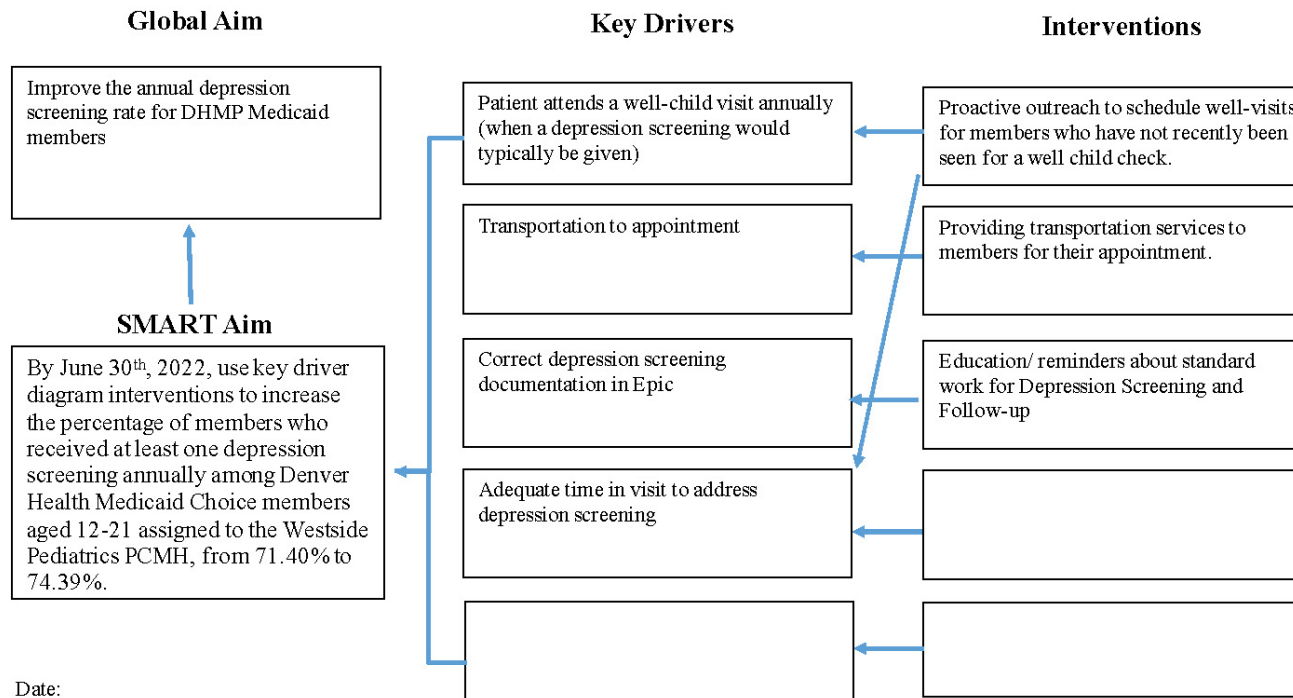 Global Aim
Improve the annual depression
screening rate for DHMP Medicaid
members
SMART Aim
By June 30th, 2022, use key driver
diagram interventions to increase
the percentage of members who
received at least one depression
screening annually among Denver
Health Medicaid Choice members
aged 12-21 assigned to the Westside
Pediatrics PCMH, from 71.40% to
74.39%.
Date:
Key Drivers
Patient attends a well-child visit annually
(when a depression screening would
typically be given)
Transportation to appointment
Correct depression screening
documentation in Epic
Adequate time in visit to address
depression screening
Interventions
Proactive outreach to schedule well-visits
for members who have not recently been
seen for a well child check.
Providing transportation services to
members for their appointment.
Education/ reminders about standard
work for Depression Screening and
Follow-up